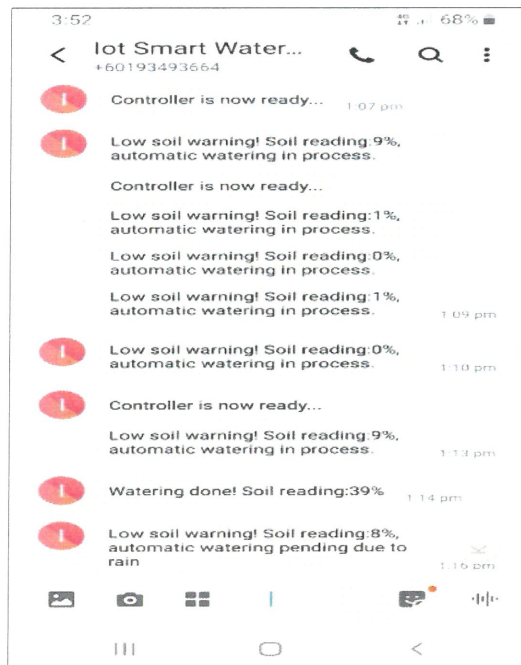 3:52
4G 68%
Iot Smart Water...
+60193493664
Controller is now ready...
1:07 pm
Low soil warning! Soil reading:9%,
automatic watering in process.
Controller is now ready...
Low soil warning! Soil reading:1%,
automatic watering in process.
Low soil warning! Soil reading:0%,
automatic watering in process.
Low soil warning! Soil reading:1%,
automatic watering in process.
1:09 pm
Low soil warning! Soil reading:0%,
automatic watering in process.
1:10 pm
Controller is now ready...
Low soil warning! Soil reading:9%,
automatic watering in process.
1:13 pm
Watering done! Soil reading:39%
1:14 pm
Low soil warning! Soil reading:8%,
automatic watering pending due to
rain
1:16 pm